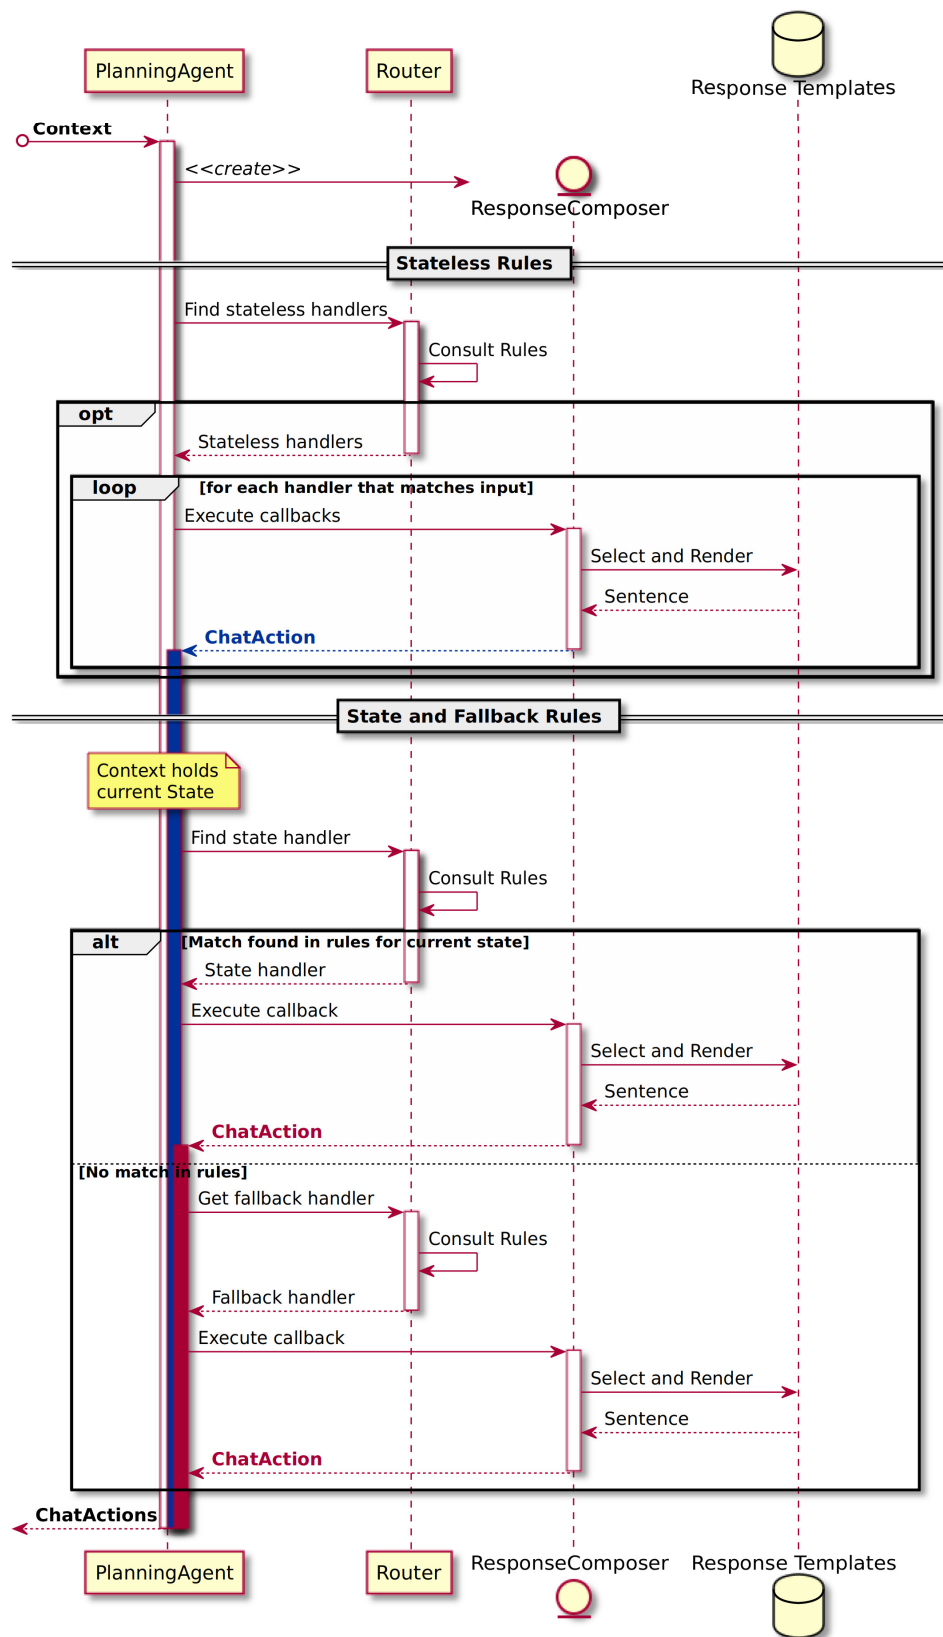 PlanningAgent
Router
Response Templates
Context
<<create>>
ResponseComposer
Stateless Rules
Find stateless handlers
Consult Rules
opt
Stateless handlers
loop
[for each handler that matches input]
Execute callbacks
Select and Render
Sentence
ChatAction
State and Fallback Rules
Context holds
current State
Find state handler
Consult Rules
alt
[Match found in rules for current state]
State handler
Execute callback
Select and Render
Sentence
ChatAction
[No match in rules]
Get fallback handler
Consult Rules
Fallback handler
Execute callback
Select and Render
Sentence
ChatAction
ChatActions
PlanningAgent
Router
ResponseComposer
Response Templates